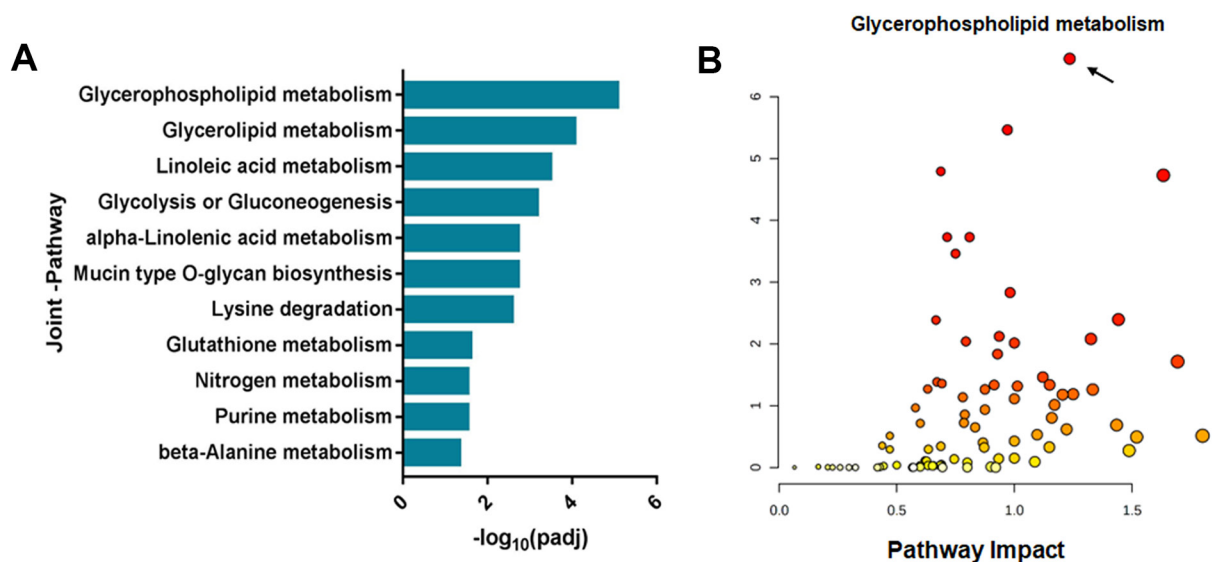 A
Joint -Pathway
Glycerophospholipid metabolism
Glycerolipid metabolism
Linoleic acid metabolism
Glycolysis or Gluconeogenesis
alpha-Linolenic acid metabolism
Mucin type O-glycan biosynthesis
Lysine degradation
Glutathione metabolism
Nitrogen metabolism
Purine metabolism
beta-Alanine metabolism
0 2 4 6
-log10(padj)
B
Glycerophospholipid metabolism
6
5
4
3
2
1
0
0.0 0.5 1.0 1.5
Pathway Impact